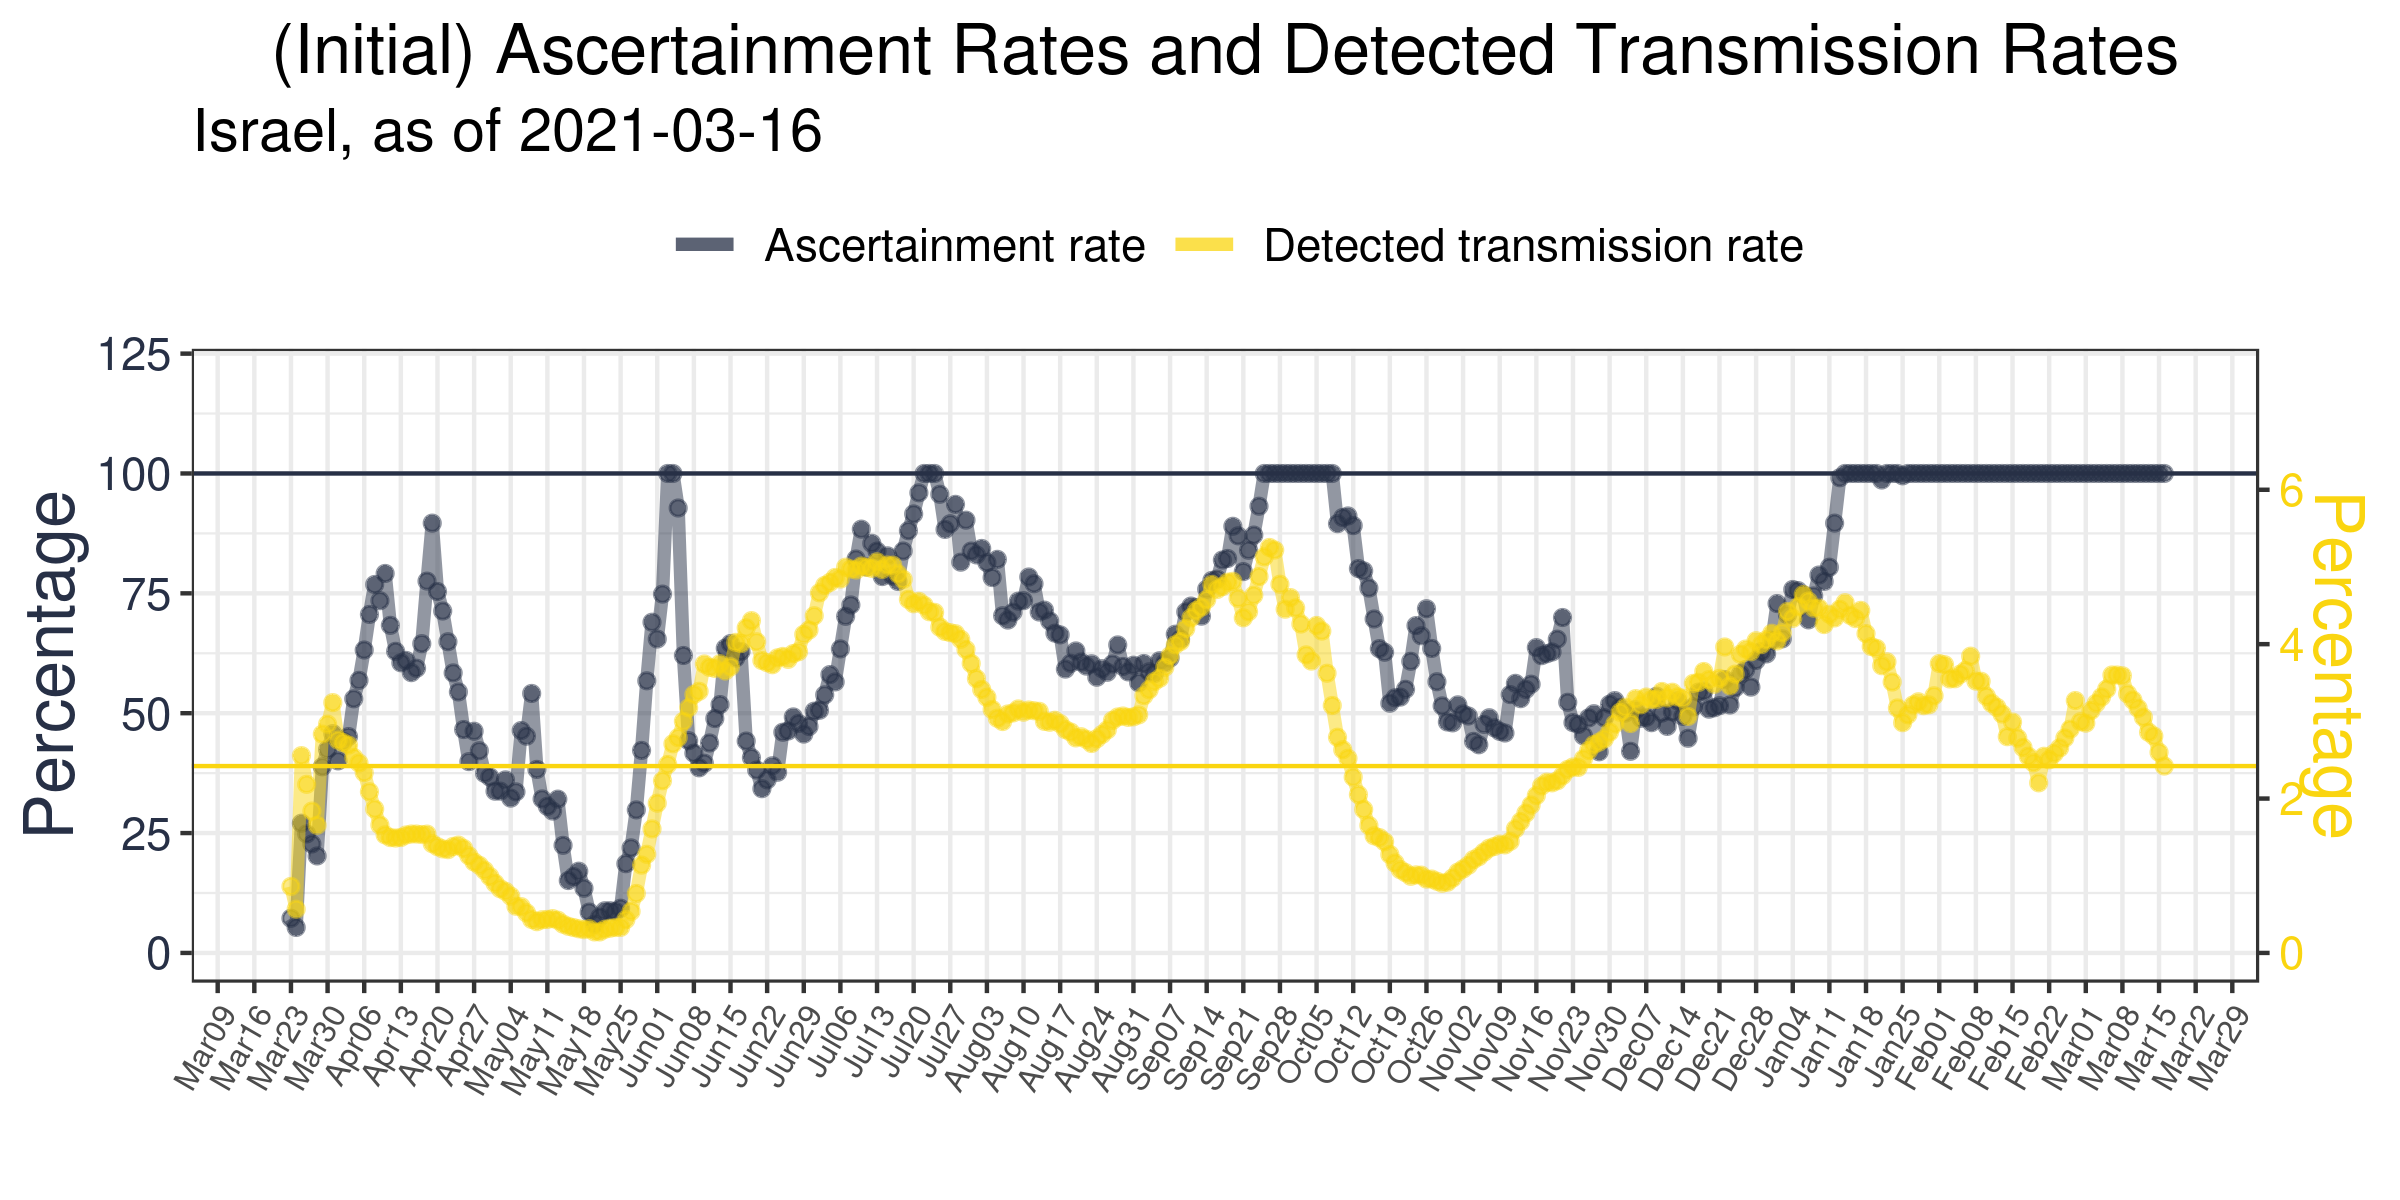 (Initial) Ascertainment Rates and Detected Transmission Rates
Israel, as of 2021-03-16
Ascertainment rate Detected transmission rate
125
100
75
50
25
0
Percentage
6
4
2
0
Percentage
Mar09 Mar16 Mar23 Mar30 Apr06 Apr13 Apr20 Apr27 May04 May11 May18 May25 Jun01 Jun08 Jun15 Jun22 Jun29 Jul06 Jul13 Jul20 Jul27 Aug03 Aug10 Aug17 Aug24 Aug31 Sep07 Sep14 Sep21 Sep28 Oct05 Oct12 Oct19 Oct26 Nov02 Nov09 Nov16 Nov23 Nov30 Dec07 Dec14 Dec21 Dec28 Jan04 Jan11 Jan18 Jan25 Feb01 Feb08 Feb15 Feb22 Mar01 Mar08 Mar15 Mar22 Mar29